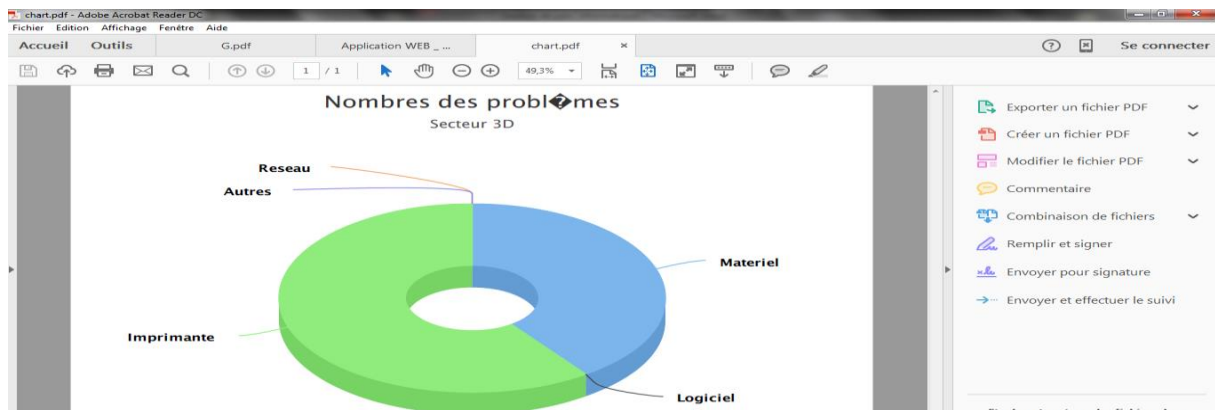 chart.pdf - Adobe Acrobat Reader DC
Fichier Edition Affichage Fenêtre Aide
Accueil Outils G.pdf Application WEB _ ... chart.pdf × Se connecter
1 / 1 49,3%
Nombres des probl�mes
Secteur 3D
Reseau
Autres
Materiel
Imprimante
Logiciel
Exporter un fichier PDF
Créer un fichier PDF
Modifier le fichier PDF
Commentaire
Combinaison de fichiers
Remplir et signer
Envoyer pour signature
Envoyer et effectuer le suivi